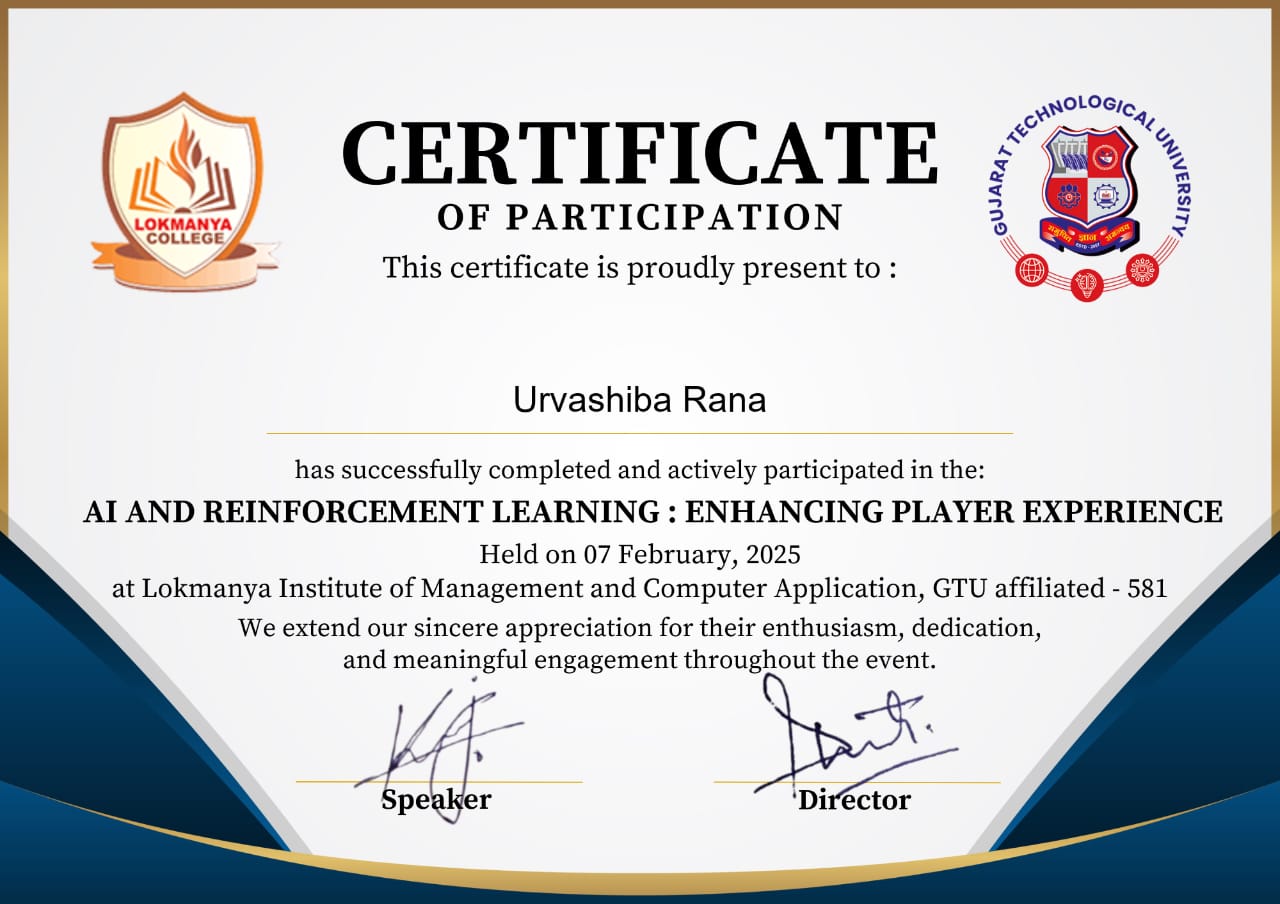 LOKMANYA
COLLEGE
CERTIFICATE
OF PARTICIPATION
This certificate is proudly present to :
GUJARAT TECHNOLOGICAL UNIVERSITY
Urvashiba Rana
has successfully completed and actively participated in the:
AI AND REINFORCEMENT LEARNING : ENHANCING PLAYER EXPERIENCE
Held on 07 February, 2025
at Lokmanya Institute of Management and Computer Application, GTU affiliated - 581
We extend our sincere appreciation for their enthusiasm, dedication,
and meaningful engagement throughout the event.
Speaker
Director